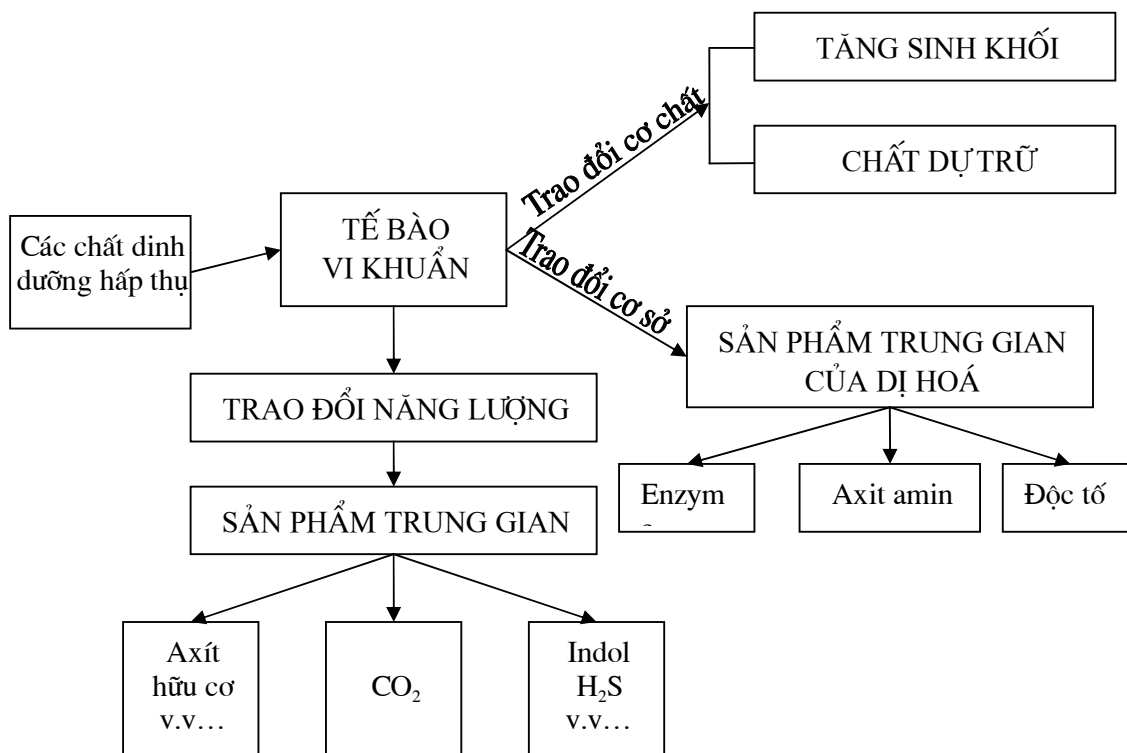 TĂNG SINH KHỐI
CHẤT DỰ TRỮ
Trao đổi cơ chất
Các chất dinh
dưỡng hấp thụ
TẾ BÀO
VI KHUẨN
Trao đổi cơ sở
SẢN PHẨM TRUNG GIAN
CỦA DỊ HOÁ
TRAO ĐỔI NĂNG LƯỢNG
Enzym
Axit amin
Độc tố
SẢN PHẨM TRUNG GIAN
Axít
hữu cơ
v.v…
CO₂
Indol
H₂S
v.v…